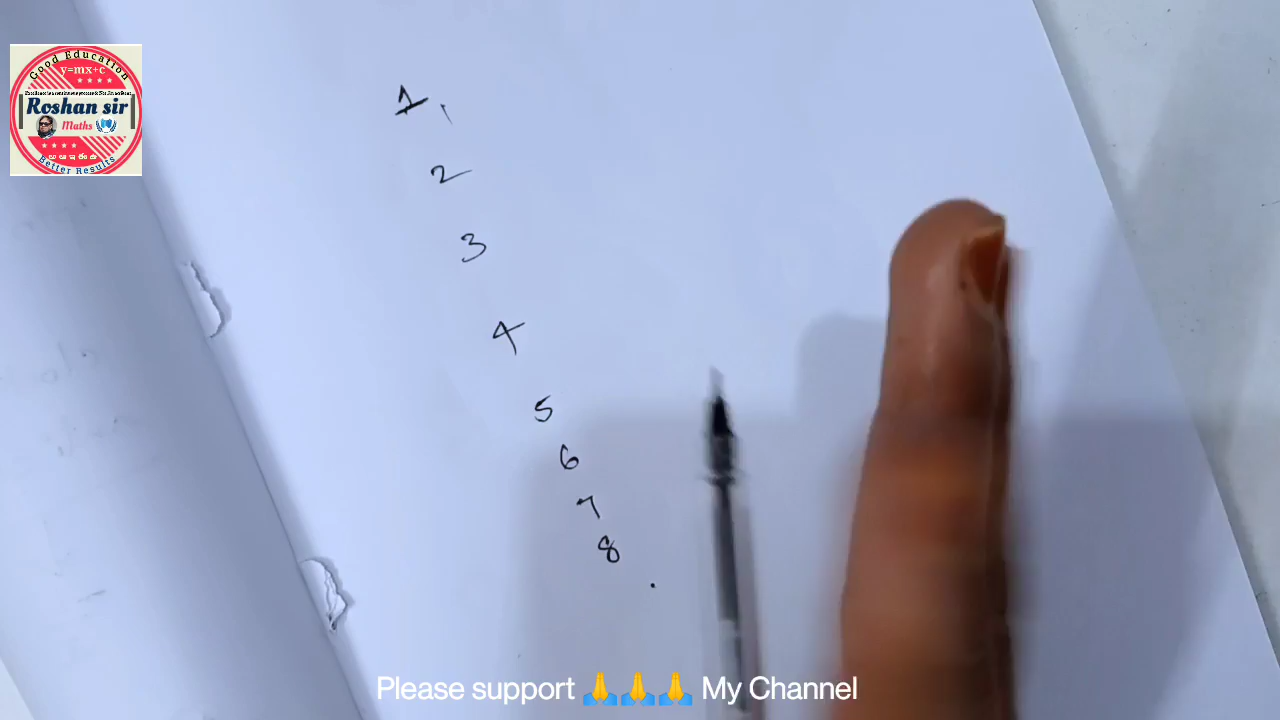 Good Education
y=mx+c
Roshan sir
Maths
Better Results
1,
2
3
4
5
6
7
8
.
Please support 🙏🙏🙏 My Channel